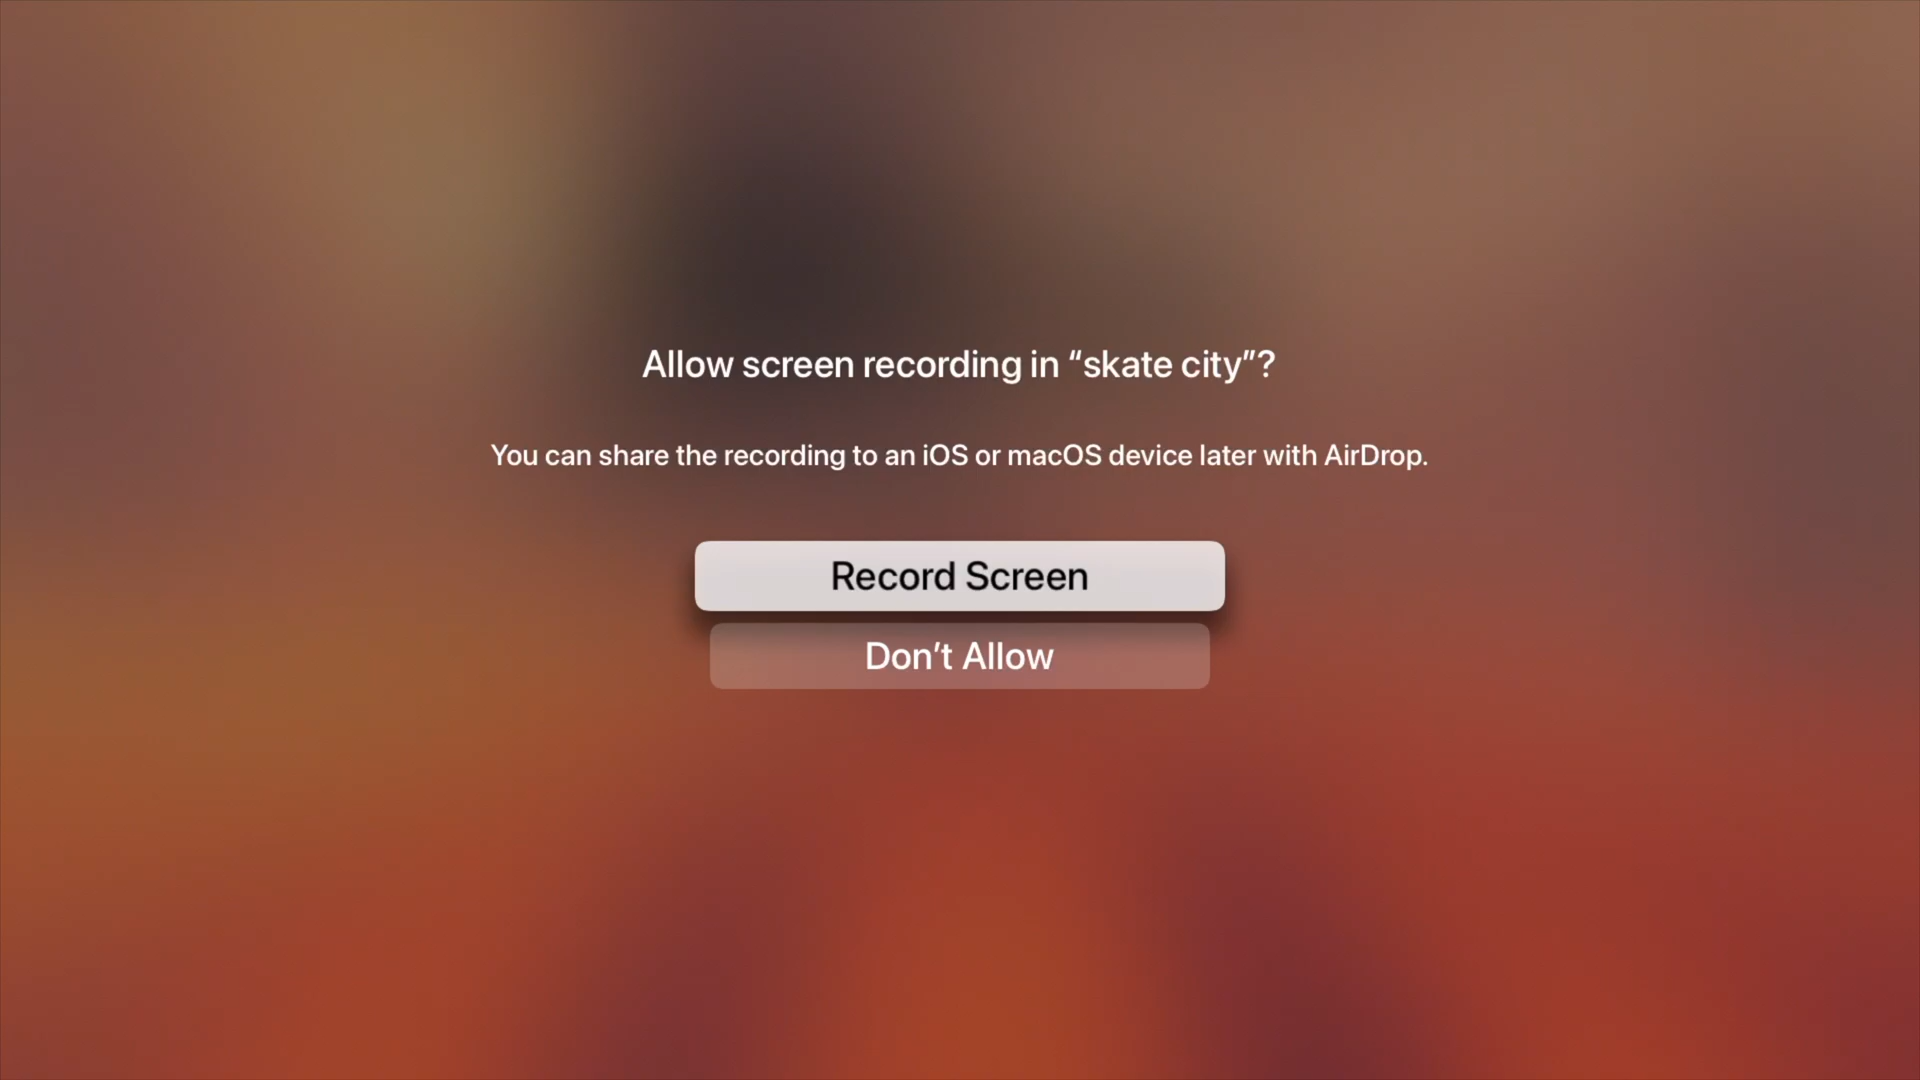 Allow screen recording in “skate city”?
You can share the recording to an iOS or macOS device later with AirDrop.
Record Screen
Don’t Allow